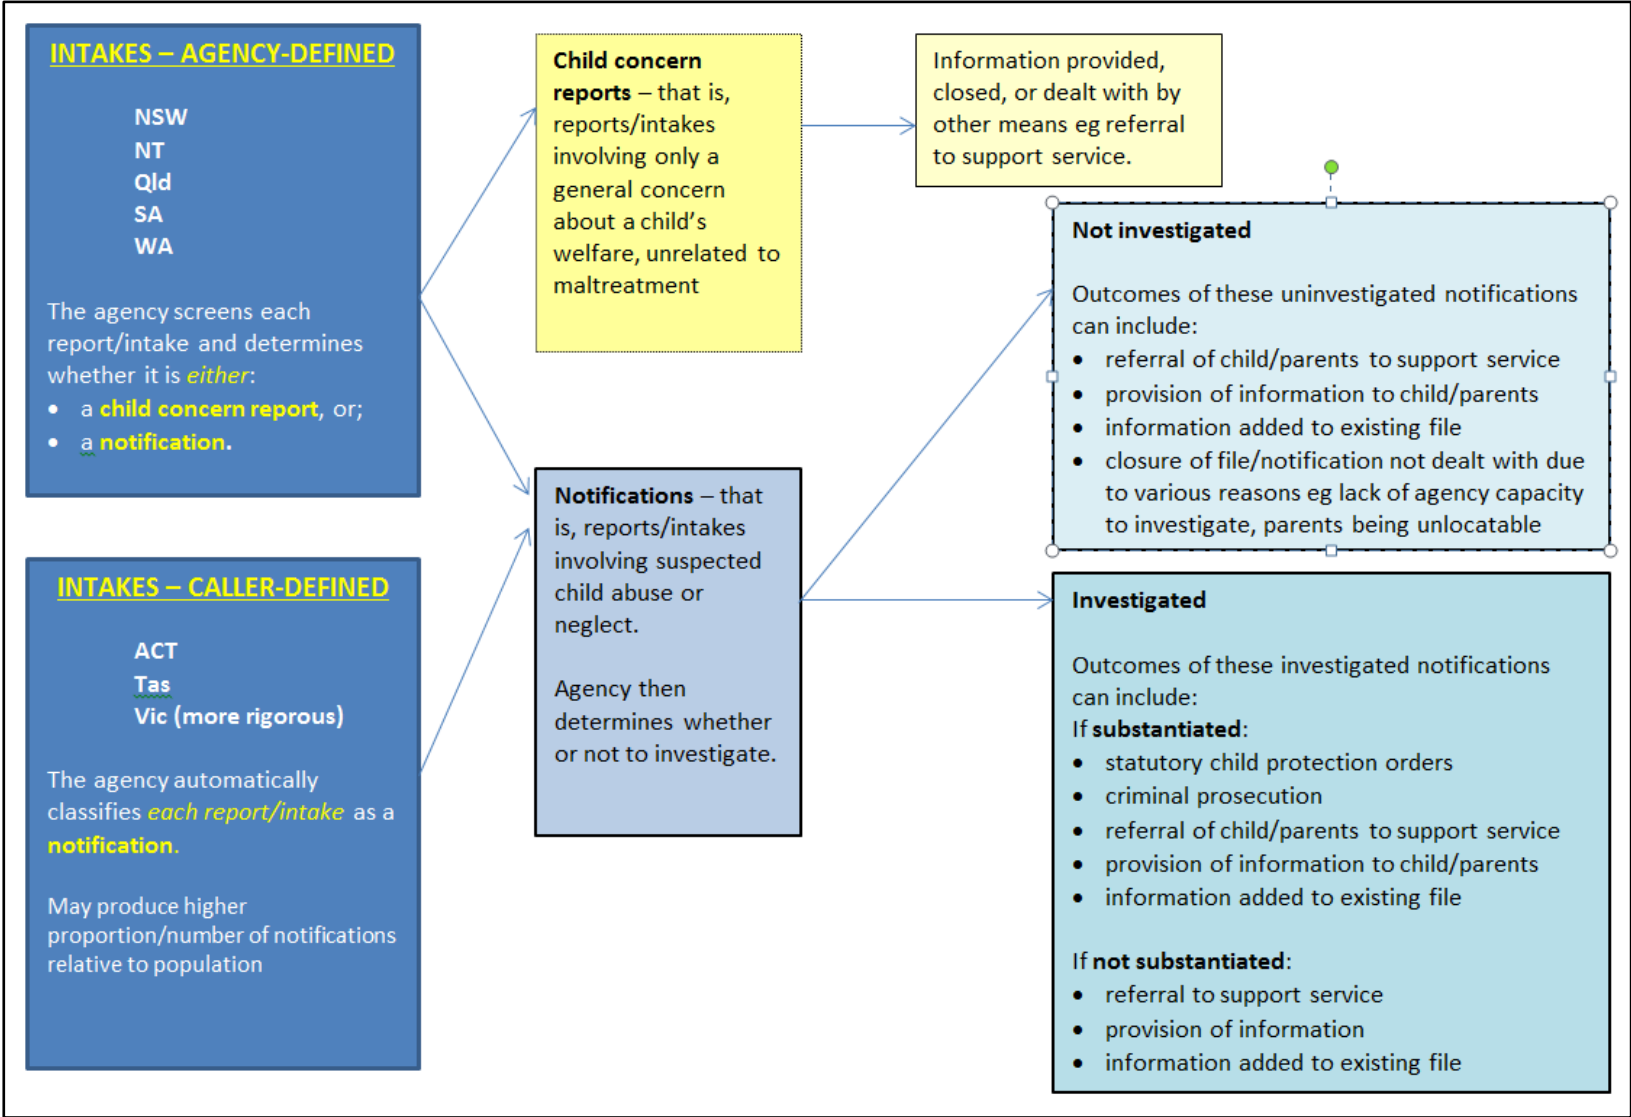 INTAKES – AGENCY-DEFINED
NSW
NT
Qld
SA
WA
The agency screens each
report/intake and determines
whether it is either:
• a child concern report, or;
• a notification.
INTAKES – CALLER-DEFINED
ACT
Tas
Vic (more rigorous)
The agency automatically
classifies each report/intake as a
notification.
May produce higher
proportion/number of notifications
relative to population
Child concern
reports – that is,
reports/intakes
involving only a
general concern
about a child’s
welfare, unrelated to
maltreatment
Notifications – that
is, reports/intakes
involving suspected
child abuse or
neglect.
Agency then
determines whether
or not to investigate.
Information provided,
closed, or dealt with by
other means eg referral
to support service.
Not investigated
Outcomes of these uninvestigated notifications
can include:
• referral of child/parents to support service
• provision of information to child/parents
• information added to existing file
• closure of file/notification not dealt with due
to various reasons eg lack of agency capacity
to investigate, parents being unlocatable
Investigated
Outcomes of these investigated notifications
can include:
If substantiated:
• statutory child protection orders
• criminal prosecution
• referral of child/parents to support service
• provision of information to child/parents
• information added to existing file
If not substantiated:
• referral to support service
• provision of information
• information added to existing file